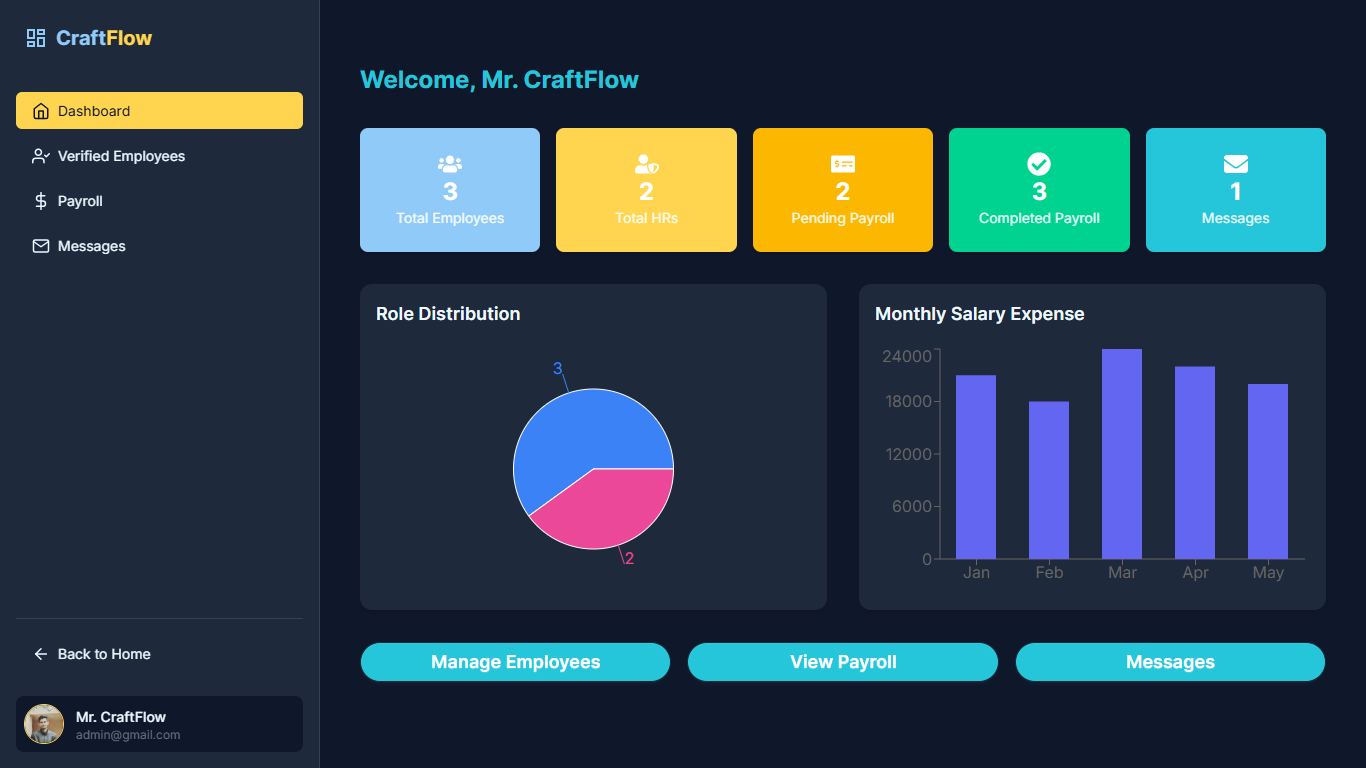 CraftFlow
Dashboard
Verified Employees
Payroll
Messages
Back to Home
Mr. CraftFlow
admin@gmail.com
Welcome, Mr. CraftFlow
3
Total Employees
2
Total HRs
2
Pending Payroll
3
Completed Payroll
1
Messages
Role Distribution
3
2
Monthly Salary Expense
24000
18000
12000
6000
0
Jan Feb Mar Apr May
Manage Employees
View Payroll
Messages